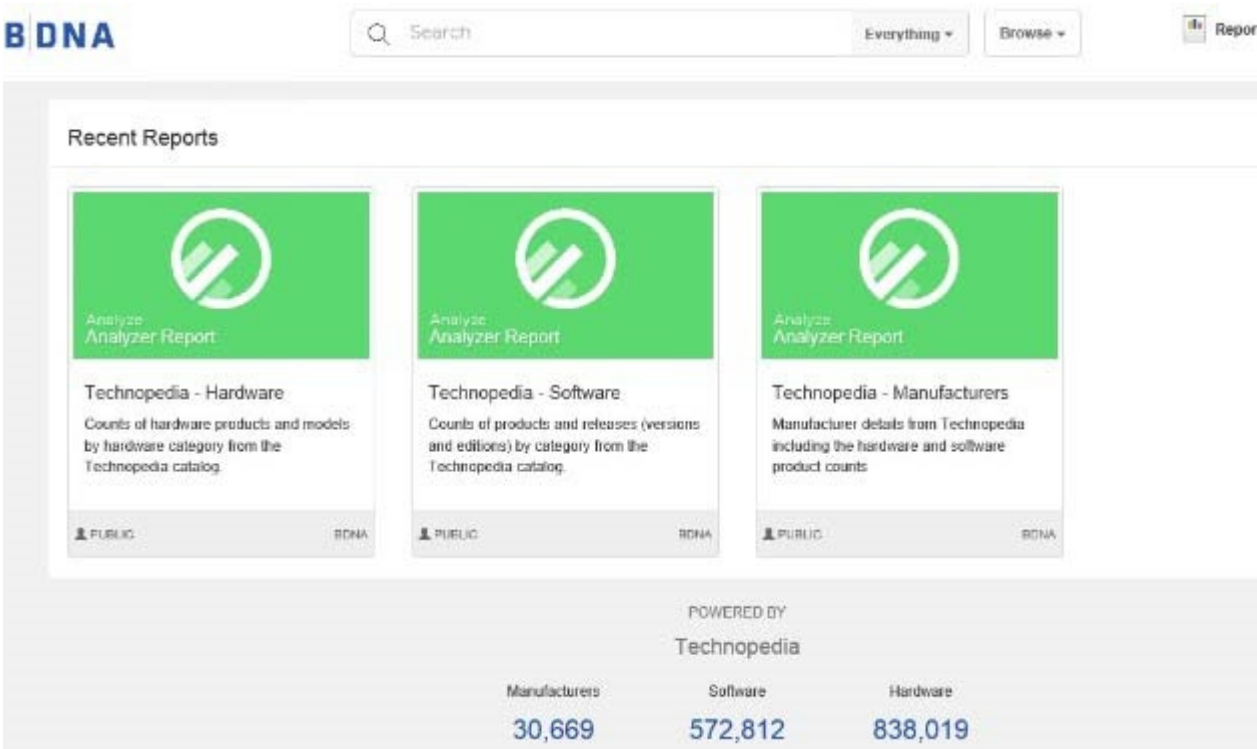 BDNA
Search
Everything
Browse
Repor
Recent Reports
Analyze
Analyzer Report
Technopedia - Hardware
Counts of hardware products and models
by hardware category from the
Technopedia catalog.
PUBLIC BDNA
Analyze
Analyzer Report
Technopedia - Software
Counts of products and releases (versions
and editions) by category from the
Technopedia catalog.
PUBLIC BDNA
Analyze
Analyzer Report
Technopedia - Manufacturers
Manufacturer details from Technopedia
including the hardware and software
product counts
PUBLIC BDNA
POWERED BY
Technopedia
Manufacturers Software Hardware
30,669 572,812 838,019